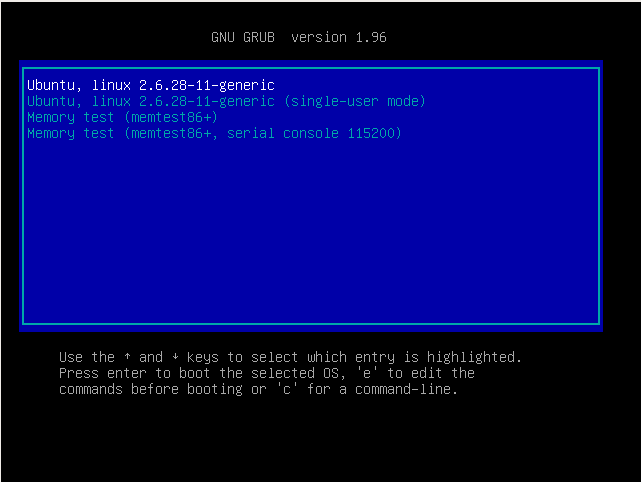 GNU GRUB  version 1.96
Ubuntu, linux 2.6.28-11-generic
Ubuntu, linux 2.6.28-11-generic (single-user mode)
Memory test (memtest86+)
Memory test (memtest86+, serial console 115200)
Use the ↑ and ↓ keys to select which entry is highlighted.
Press enter to boot the selected OS, 'e' to edit the
commands before booting or 'c' for a command-line.